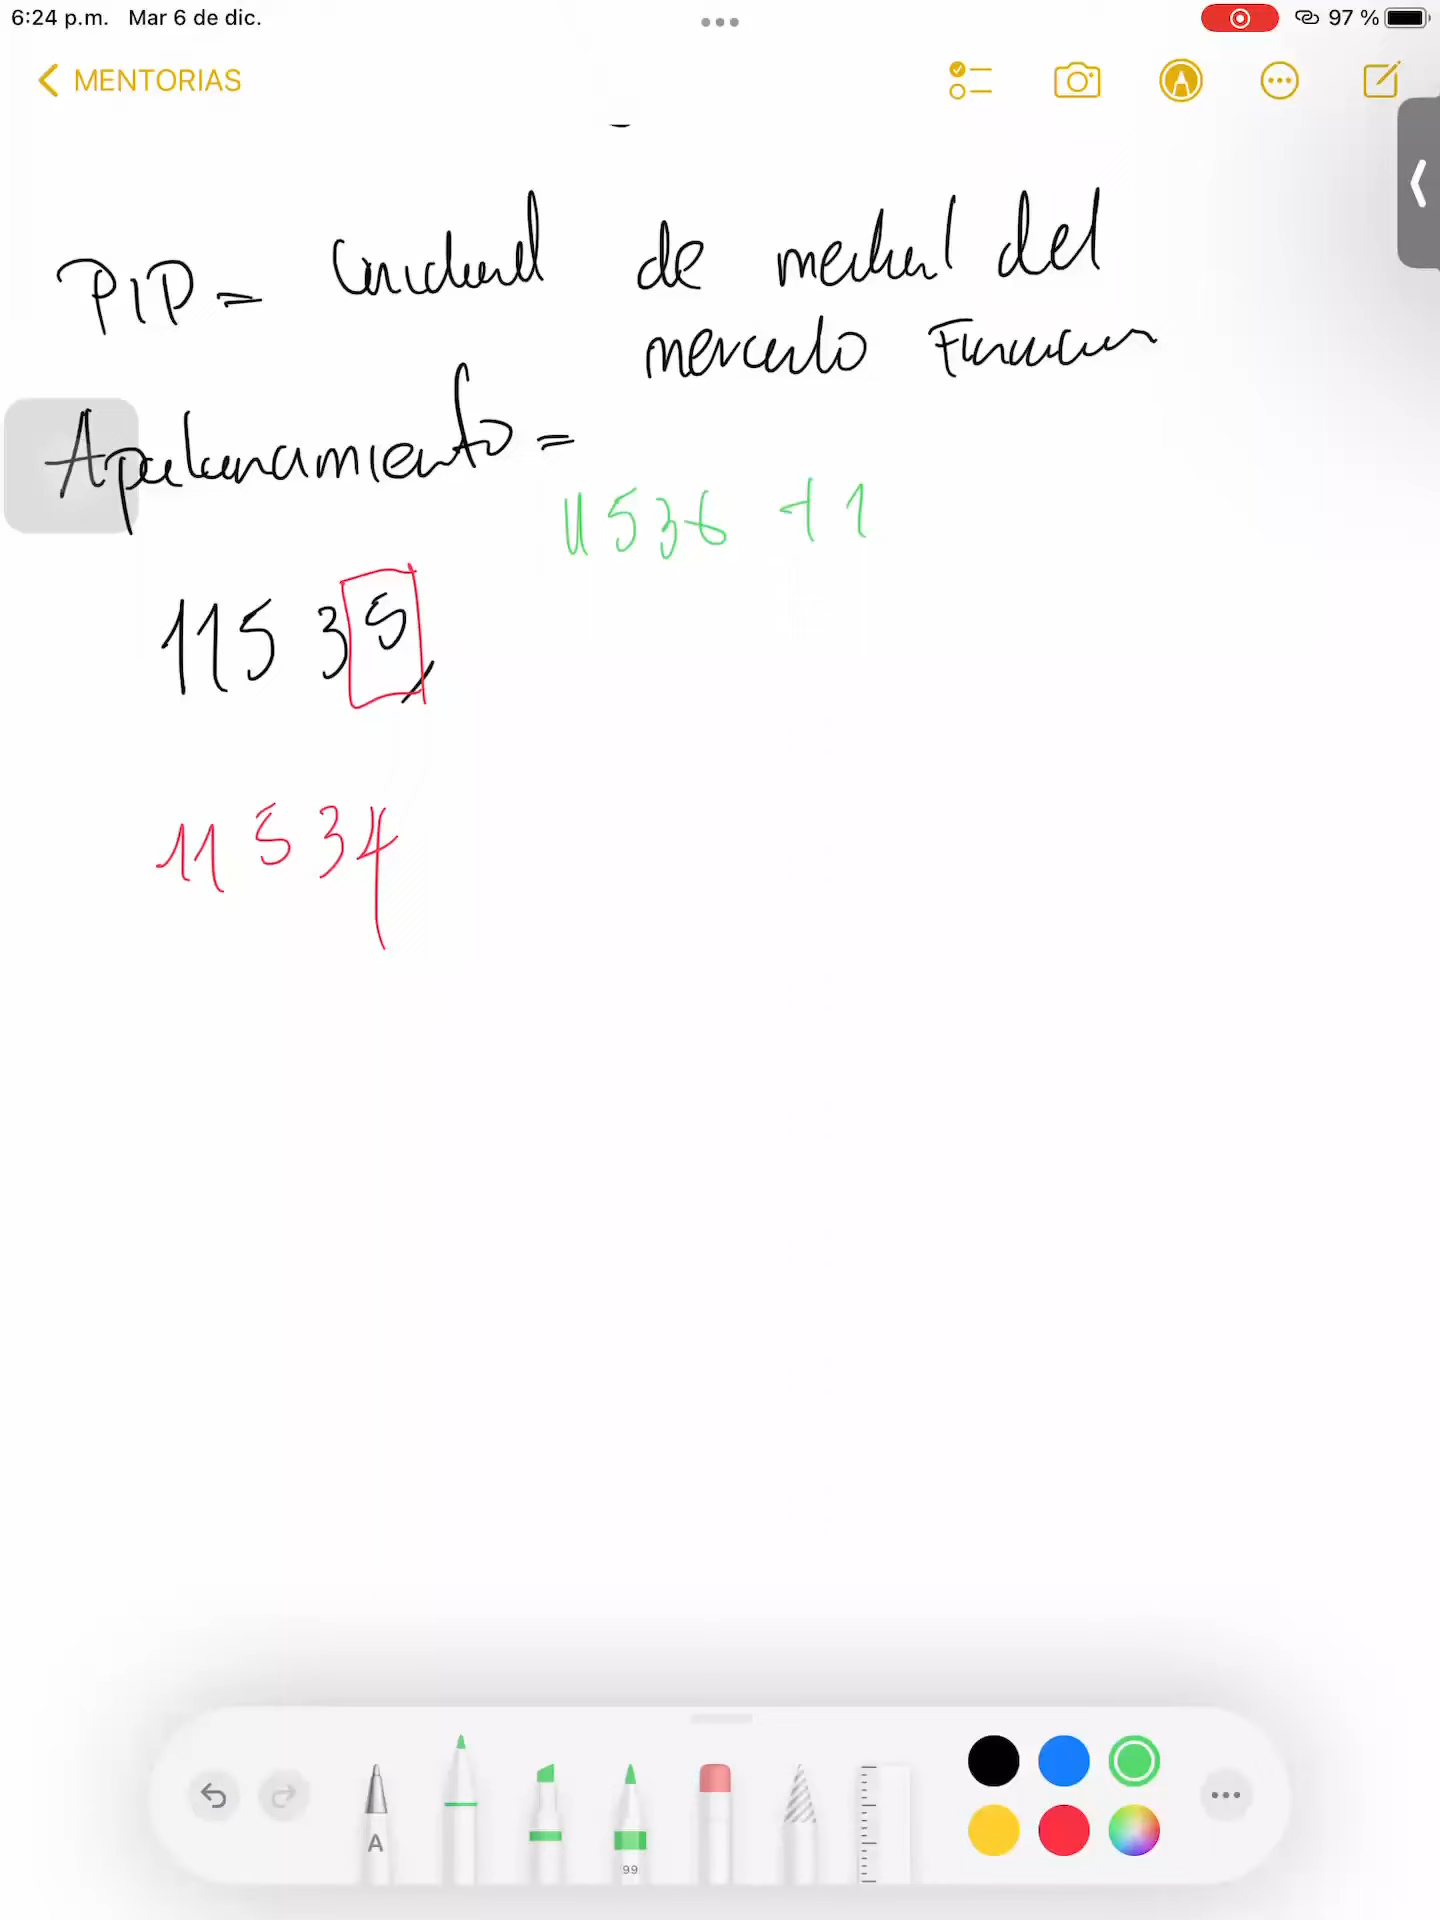 6:24 p.m. Mar 6 de dic. 97 %
MENTORIAS
PIP = unidad de medida del
mercado Financiero
Apalancamiento =
11536 +1
11535
11534
A
99